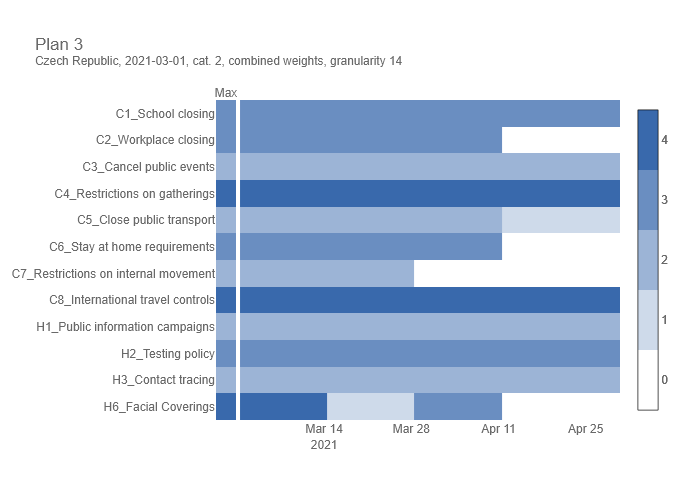 Plan 3
Czech Republic, 2021-03-01, cat. 2, combined weights, granularity 14
Max
C1_School closing
C2_Workplace closing
C3_Cancel public events
C4_Restrictions on gatherings
C5_Close public transport
C6_Stay at home requirements
C7_Restrictions on internal movement
C8_International travel controls
H1_Public information campaigns
H2_Testing policy
H3_Contact tracing
H6_Facial Coverings
Mar 14 Mar 28 Apr 11 Apr 25
2021
4
3
2
1
0